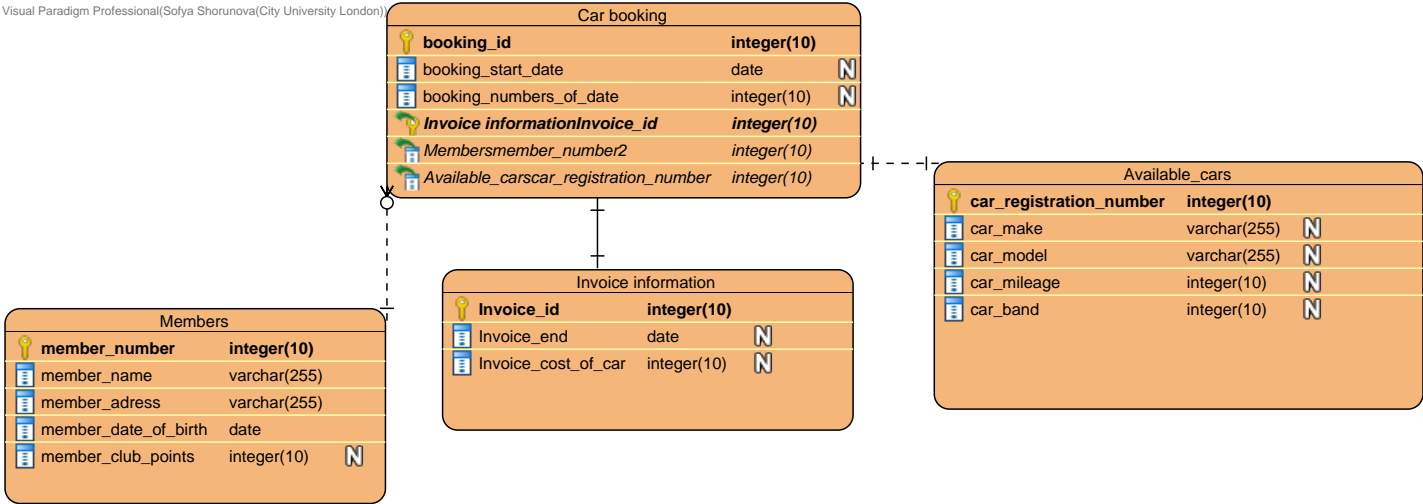 Visual Paradigm Professional(Sofya Shorunova(City University London))
Car booking
booking_id integer(10)
booking_start_date date N
booking_numbers_of_date integer(10) N
Invoice informationInvoice_id integer(10)
Membersmember_number2 integer(10)
Available_carscar_registration_number integer(10)
Available_cars
car_registration_number integer(10)
car_make varchar(255) N
car_model varchar(255) N
car_mileage integer(10) N
car_band integer(10) N
Invoice information
Invoice_id integer(10)
Invoice_end date N
Invoice_cost_of_car integer(10) N
Members
member_number integer(10)
member_name varchar(255)
member_adress varchar(255)
member_date_of_birth date
member_club_points integer(10) N